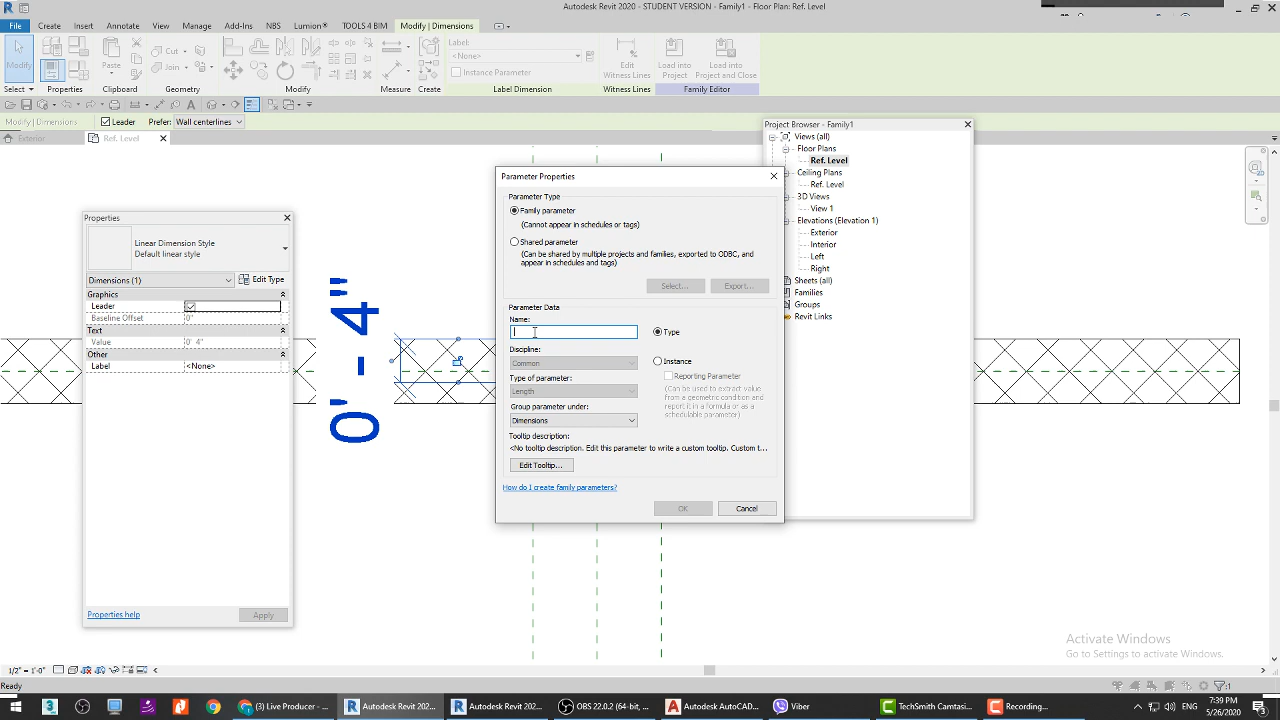 Autodesk Revit 2020 - STUDENT VERSION - Family1 - Floor Plan: Ref. Level
File Create Insert Annotate View Manage Add-Ins NBS Lumion® TOOLS 4 BIM Modify | Dimensions
Modify
Paste
Cut
Join
Label:
<None>
Instance Parameter
Edit
Witness Lines
Load into
Project
Load into
Project and Close
Select Properties Clipboard Geometry Modify Measure Create Label Dimension Witness Lines Family Editor
Modify | Dimensions Leader Prefer: Wall centerlines
Exterior Ref. Level
Project Browser - Family1
Views (all)
Floor Plans
Ref. Level
Ceiling Plans
Ref. Level
3D Views
View 1
Elevations (Elevation 1)
Exterior
Interior
Left
Right
Sheets (all)
Families
Groups
Revit Links
Properties
Linear Dimension Style
Default linear style
Dimensions (1) Edit Type
Graphics
Leader
Baseline Offset 0"
Text
Value 0' 4"
Other
Label <None>
Properties help Apply
0' - 4"
Parameter Properties
Parameter Type
Family parameter
(Cannot appear in schedules or tags)
Shared parameter
(Can be shared by multiple projects and families, exported to ODBC, and
appear in schedules and tags)
Select... Export...
Parameter Data
Name:
Type
Discipline:
Common
Instance
Type of parameter:
Length
Reporting Parameter
(Can be used to extract value
from a geometric condition and
report it in a formula or as a
schedulable parameter)
Group parameter under:
Dimensions
Tooltip description:
<No tooltip description. Edit this parameter to write a custom tooltip. Custom t...
Edit Tooltip...
How do I create family parameters?
OK Cancel
Activate Windows
Go to Settings to activate Windows.
1/2" = 1'-0"
Ready
:1
(!) Live Producer - ... Autodesk Revit 202... Autodesk Revit 202... OBS 22.0.2 (64-bit, ... Autodesk AutoCAD... Viber TechSmith Camtasi... Recording...
ENG
7:39 PM
5/26/2020